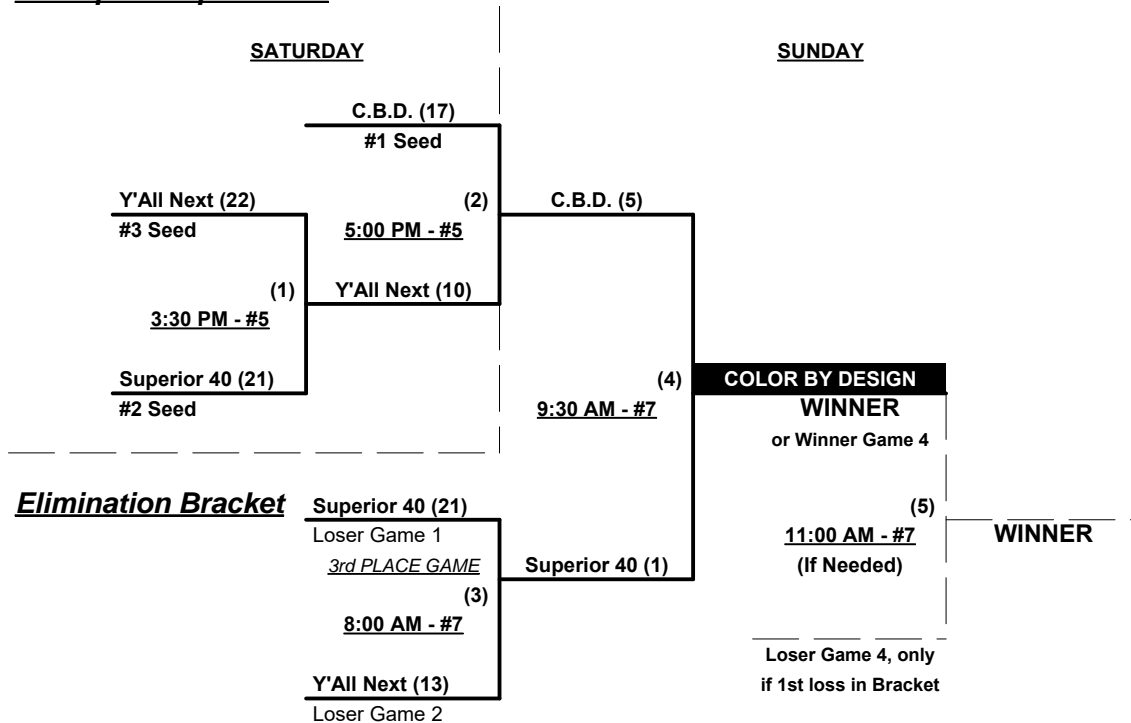 SATURDAY
SUNDAY
C.B.D. (17)
#1 Seed
Y'All Next (22)
#3 Seed
(2)
5:00 PM - #5
C.B.D. (5)
(1)
3:30 PM - #5
Y'All Next (10)
Superior 40 (21)
#2 Seed
(4)
9:30 AM - #7
COLOR BY DESIGN
WINNER
or Winner Game 4
Elimination Bracket
Superior 40 (21)
Loser Game 1
3rd PLACE GAME
(3)
8:00 AM - #7
Superior 40 (1)
(5)
11:00 AM - #7
(If Needed)
WINNER
Y'All Next (13)
Loser Game 2
Loser Game 4, only
if 1st loss in Bracket